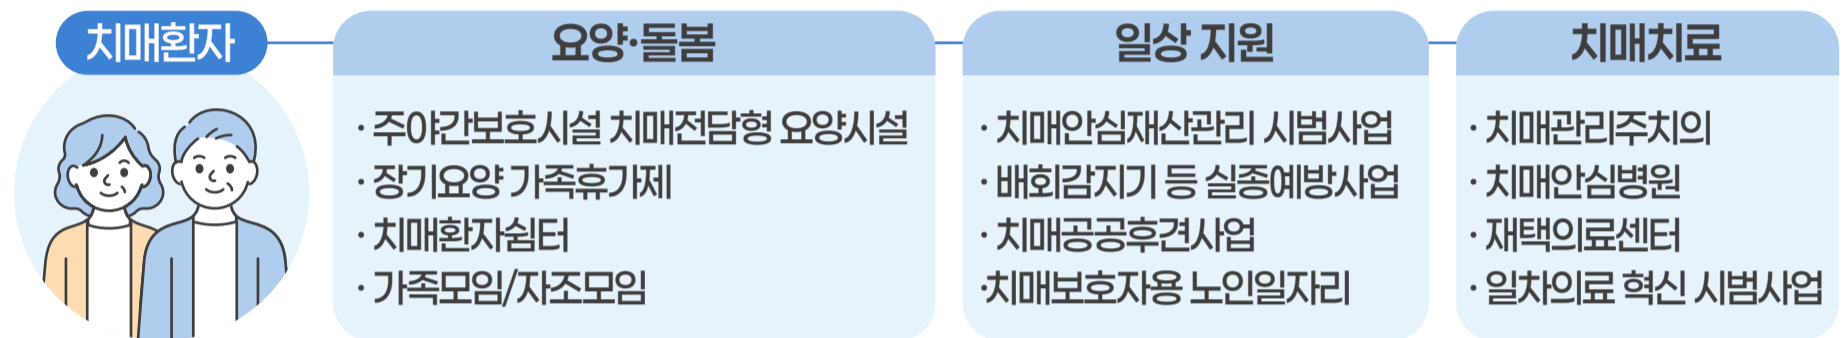 치매환자
요양·돌봄
· 주야간보호시설 치매전담형 요양시설
· 장기요양 가족휴가제
· 치매환자쉼터
· 가족모임/자조모임
일상 지원
· 치매안심재산관리 시범사업
· 배회감지기 등 실종예방사업
· 치매공공후견사업
·치매보호자용 노인일자리
치매치료
· 치매관리주치의
· 치매안심병원
· 재택의료센터
· 일차의료 혁신 시범사업